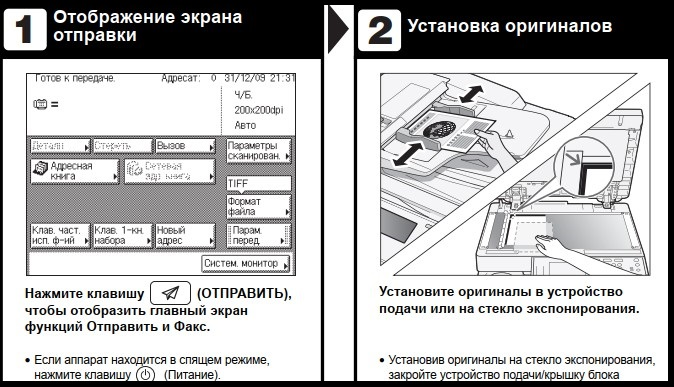 1
Отображение экрана
отправки
Готов к передаче. Адресат: 0 31/12/09 21:31
Ч/Б.
200x200dpi
Авто
Детали Стереть Вызов Параметры
сканирован.
Адресная
книга
Сетевая
адр.книга
TIFF
Формат
файла
Клав. част.
исп. ф-ий
Клав. 1-кн.
набора
Новый
адрес
Парам.
перед.
Систем. монитор
Нажмите клавишу (ОТПРАВИТЬ),
чтобы отобразить главный экран
функций Отправить и Факс.
• Если аппарат находится в спящем режиме,
нажмите клавишу (Питание).
2
Установка оригиналов
Установите оригиналы в устройство
подачи или на стекло экспонирования.
• Установив оригиналы на стекло экспонирования,
закройте устройство подачи/крышку блока